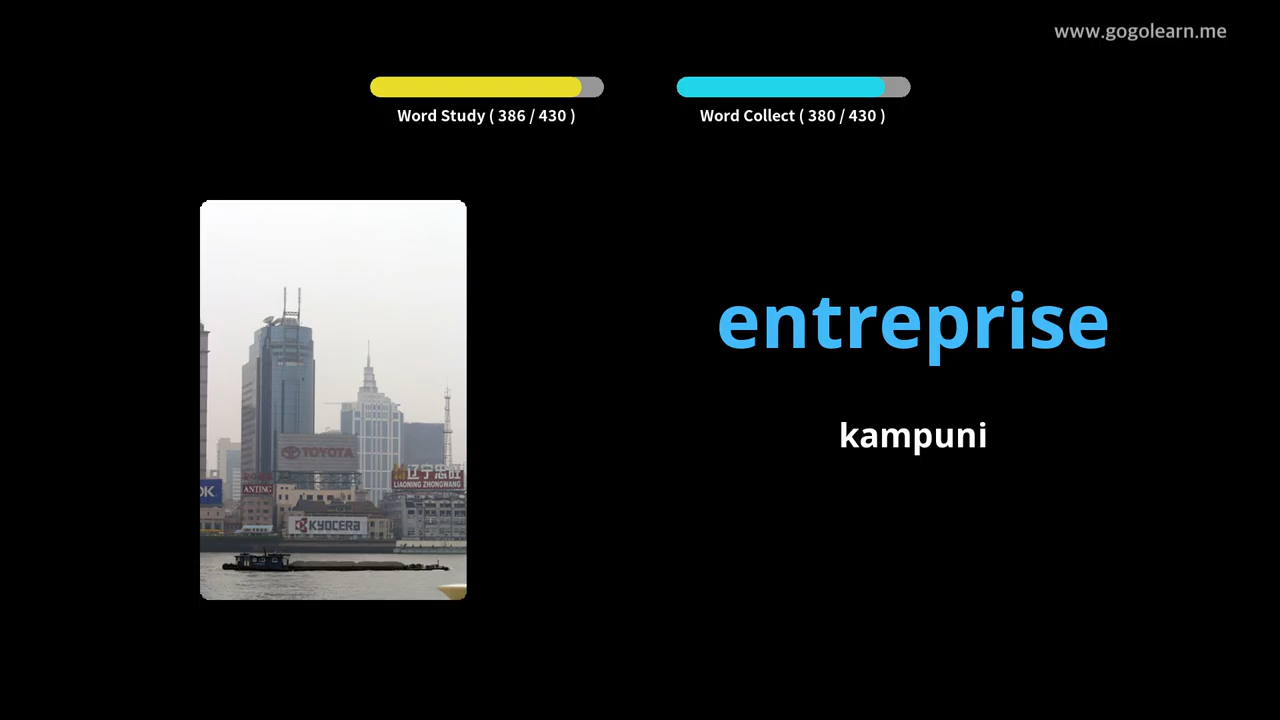 www.gogolearn.me
Word Study ( 386 / 430 )
Word Collect ( 380 / 430 )
entreprise
kampuni
TOYOTA
辽宁忠旺
LIAONING ZHONGWANG
OK
ANTING
KYOCERA